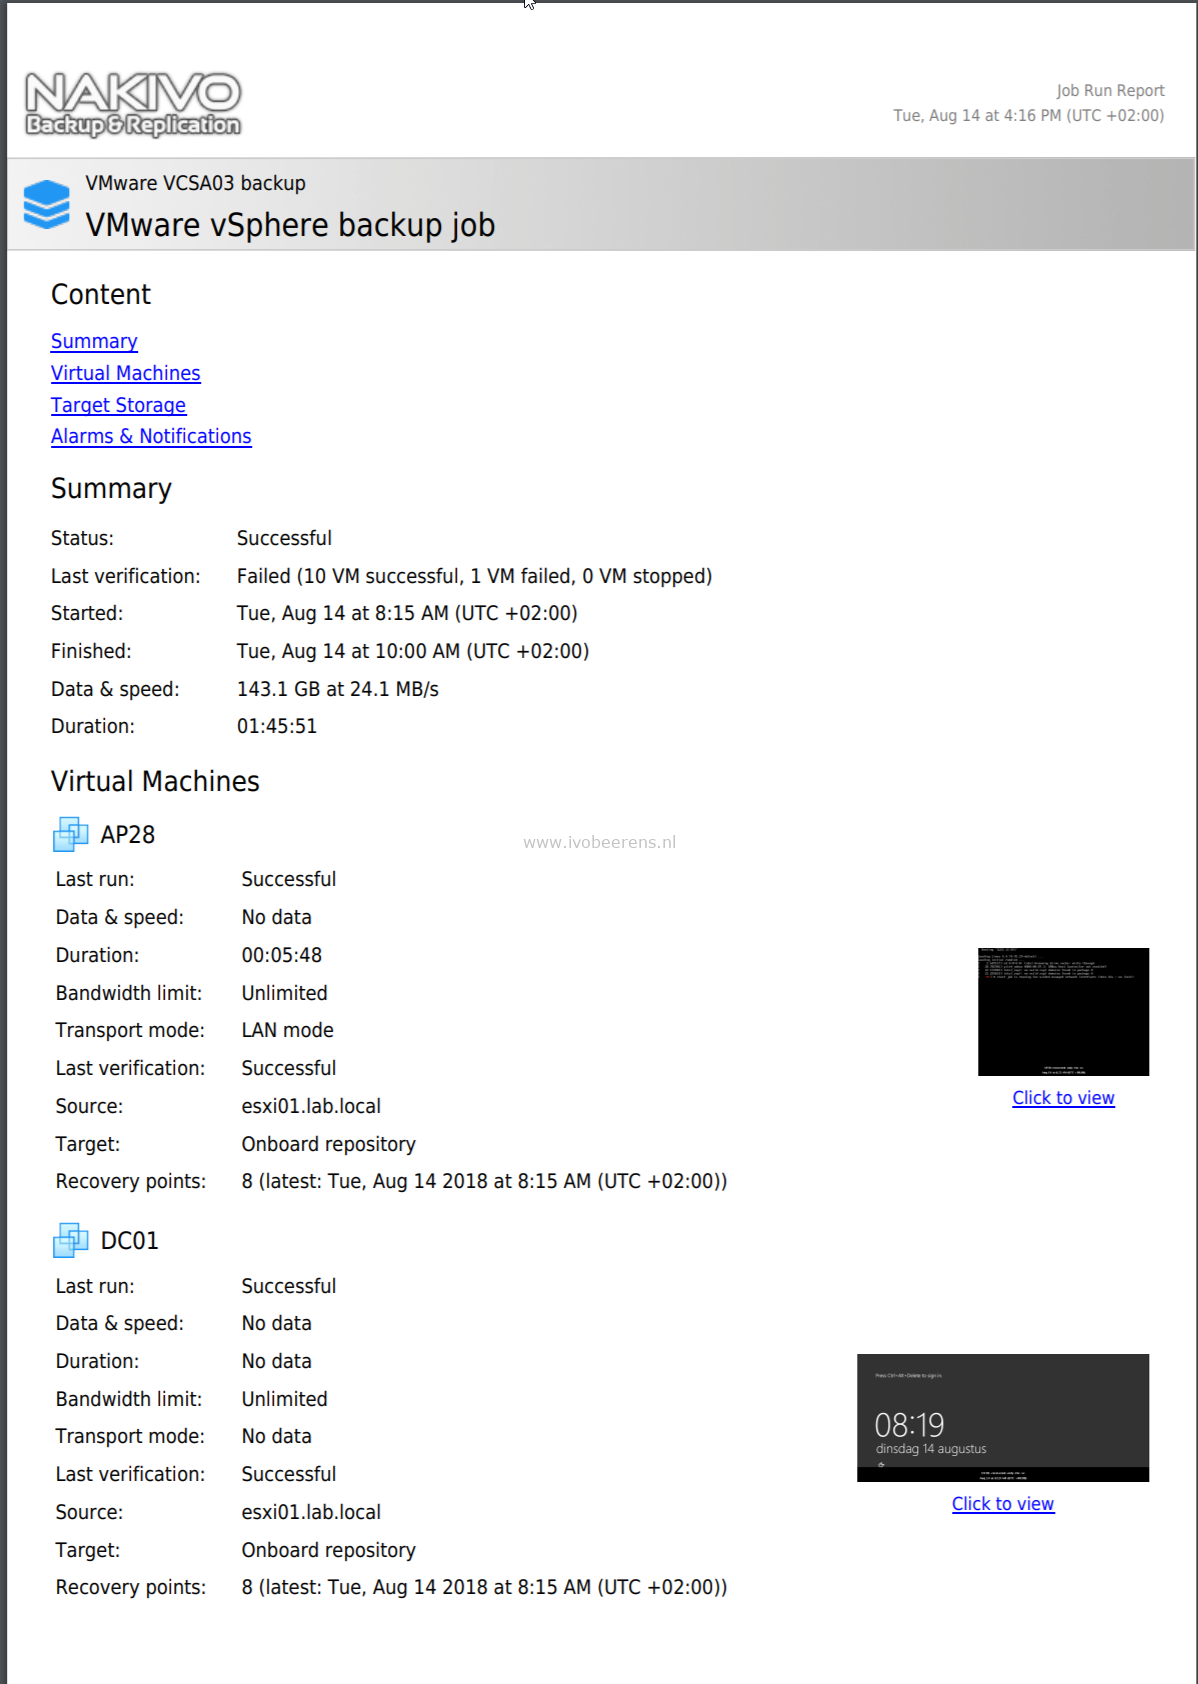 NAKIVO
Backup & Replication
Job Run Report
Tue, Aug 14 at 4:16 PM (UTC +02:00)
VMware VCSA03 backup
VMware vSphere backup job
Content
Summary
Virtual Machines
Target Storage
Alarms & Notifications
Summary
Status: Successful
Last verification: Failed (10 VM successful, 1 VM failed, 0 VM stopped)
Started: Tue, Aug 14 at 8:15 AM (UTC +02:00)
Finished: Tue, Aug 14 at 10:00 AM (UTC +02:00)
Data & speed: 143.1 GB at 24.1 MB/s
Duration: 01:45:51
Virtual Machines
AP28
www.ivobeerens.nl
Last run: Successful
Data & speed: No data
Duration: 00:05:48
Bandwidth limit: Unlimited
Transport mode: LAN mode
Last verification: Successful
Source: esxi01.lab.local
Target: Onboard repository
Recovery points: 8 (latest: Tue, Aug 14 2018 at 8:15 AM (UTC +02:00))
Click to view
DC01
Last run: Successful
Data & speed: No data
Duration: No data
Bandwidth limit: Unlimited
Transport mode: No data
Last verification: Successful
Source: esxi01.lab.local
Target: Onboard repository
Recovery points: 8 (latest: Tue, Aug 14 2018 at 8:15 AM (UTC +02:00))
Press Ctrl+Alt+Delete to sign in.
08:19
dinsdag 14 augustus
Click to view